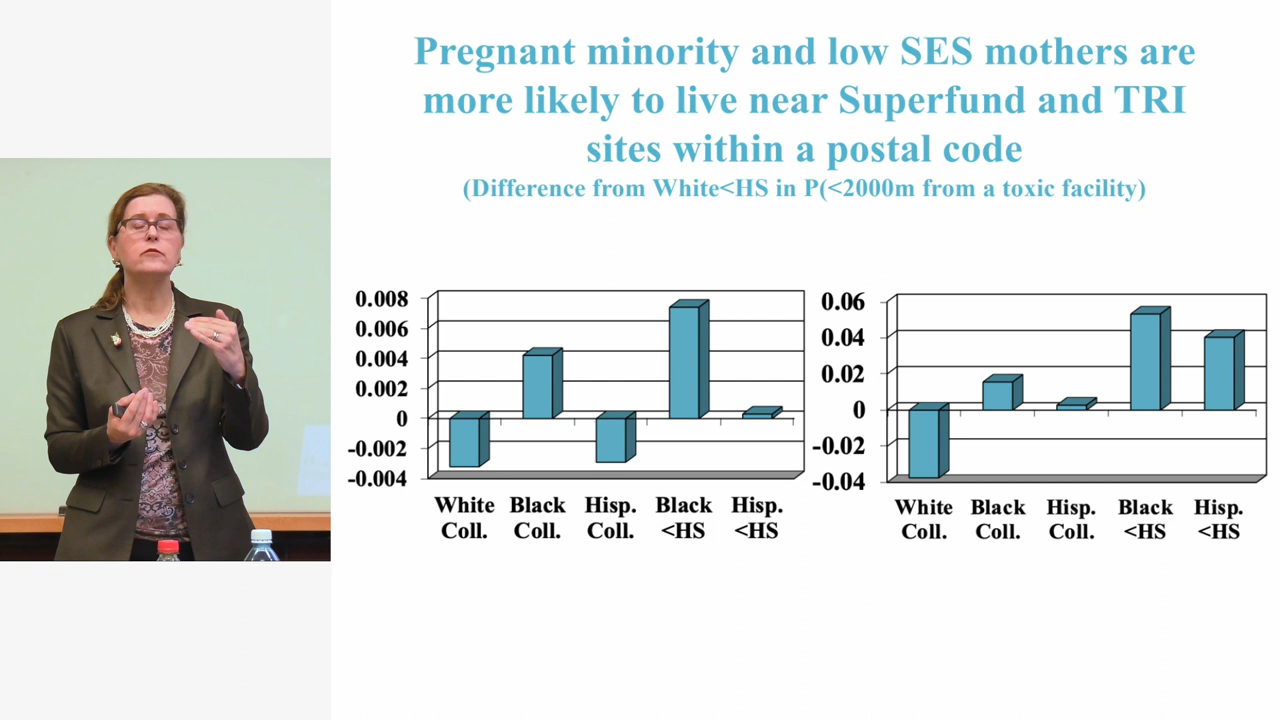 Pregnant minority and low SES mothers are
more likely to live near Superfund and TRI
sites within a postal code
(Difference from White<HS in P(<2000m from a toxic facility)
0.008
0.006
0.004
0.002
0
-0.002
-0.004
White Coll.
Black Coll.
Hisp. Coll.
Black <HS
Hisp. <HS
0.06
0.04
0.02
0
-0.02
-0.04
White Coll.
Black Coll.
Hisp. Coll.
Black <HS
Hisp. <HS